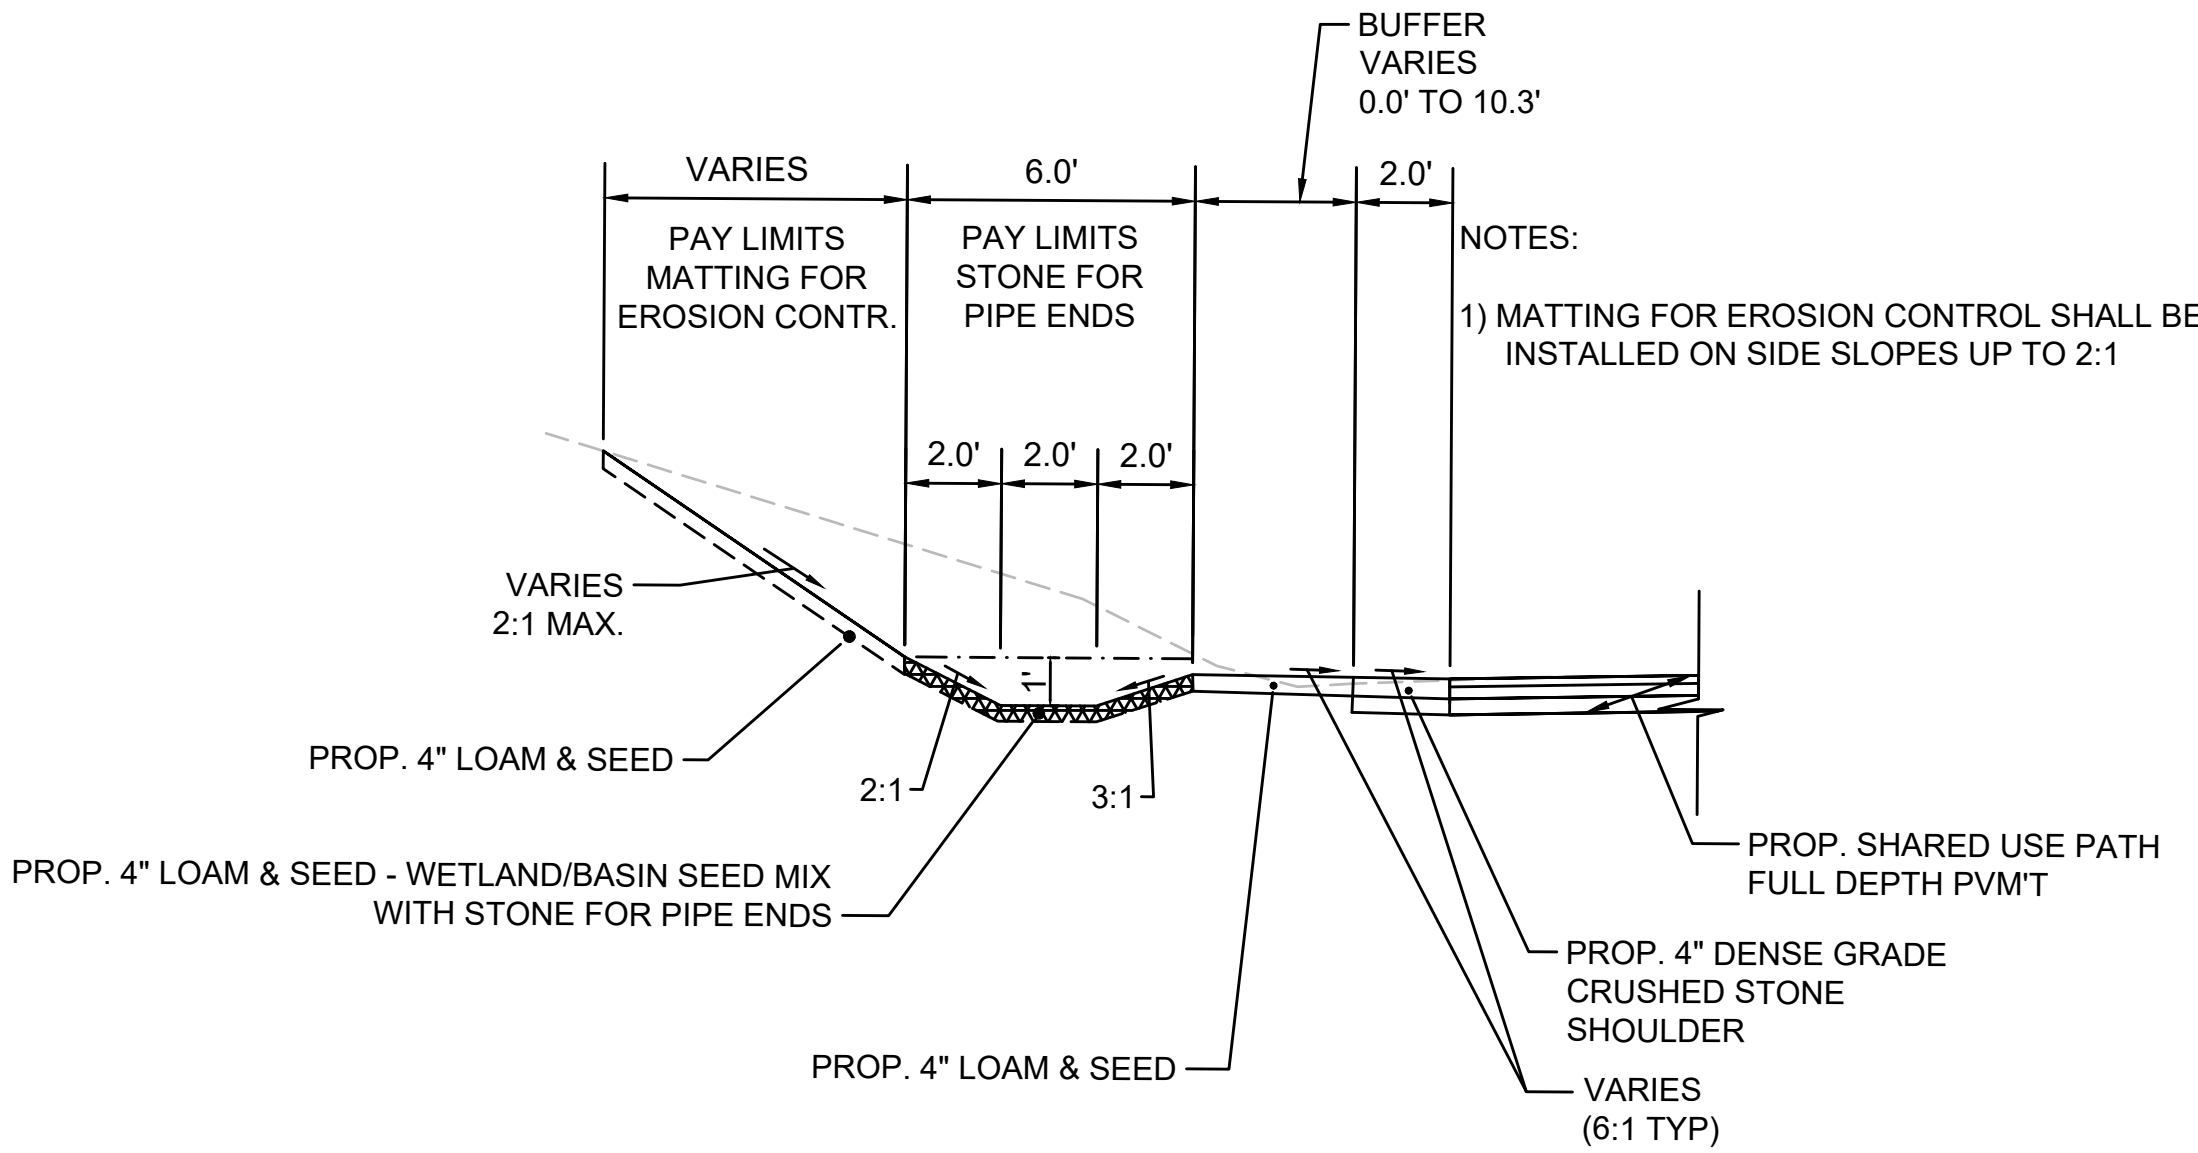 BUFFER
VARIES
0.0' TO 10.3'
VARIES
6.0'
2.0'
PAY LIMITS
MATTING FOR
EROSION CONTR.
PAY LIMITS
STONE FOR
PIPE ENDS
NOTES:
1) MATTING FOR EROSION CONTROL SHALL BE
INSTALLED ON SIDE SLOPES UP TO 2:1
2.0'
2.0'
2.0'
VARIES
2:1 MAX.
1'
PROP. 4" LOAM & SEED
2:1
3:1
PROP. 4" LOAM & SEED - WETLAND/BASIN SEED MIX
WITH STONE FOR PIPE ENDS
PROP. SHARED USE PATH
FULL DEPTH PVM'T
PROP. 4" DENSE GRADE
CRUSHED STONE
SHOULDER
PROP. 4" LOAM & SEED
VARIES
(6:1 TYP)